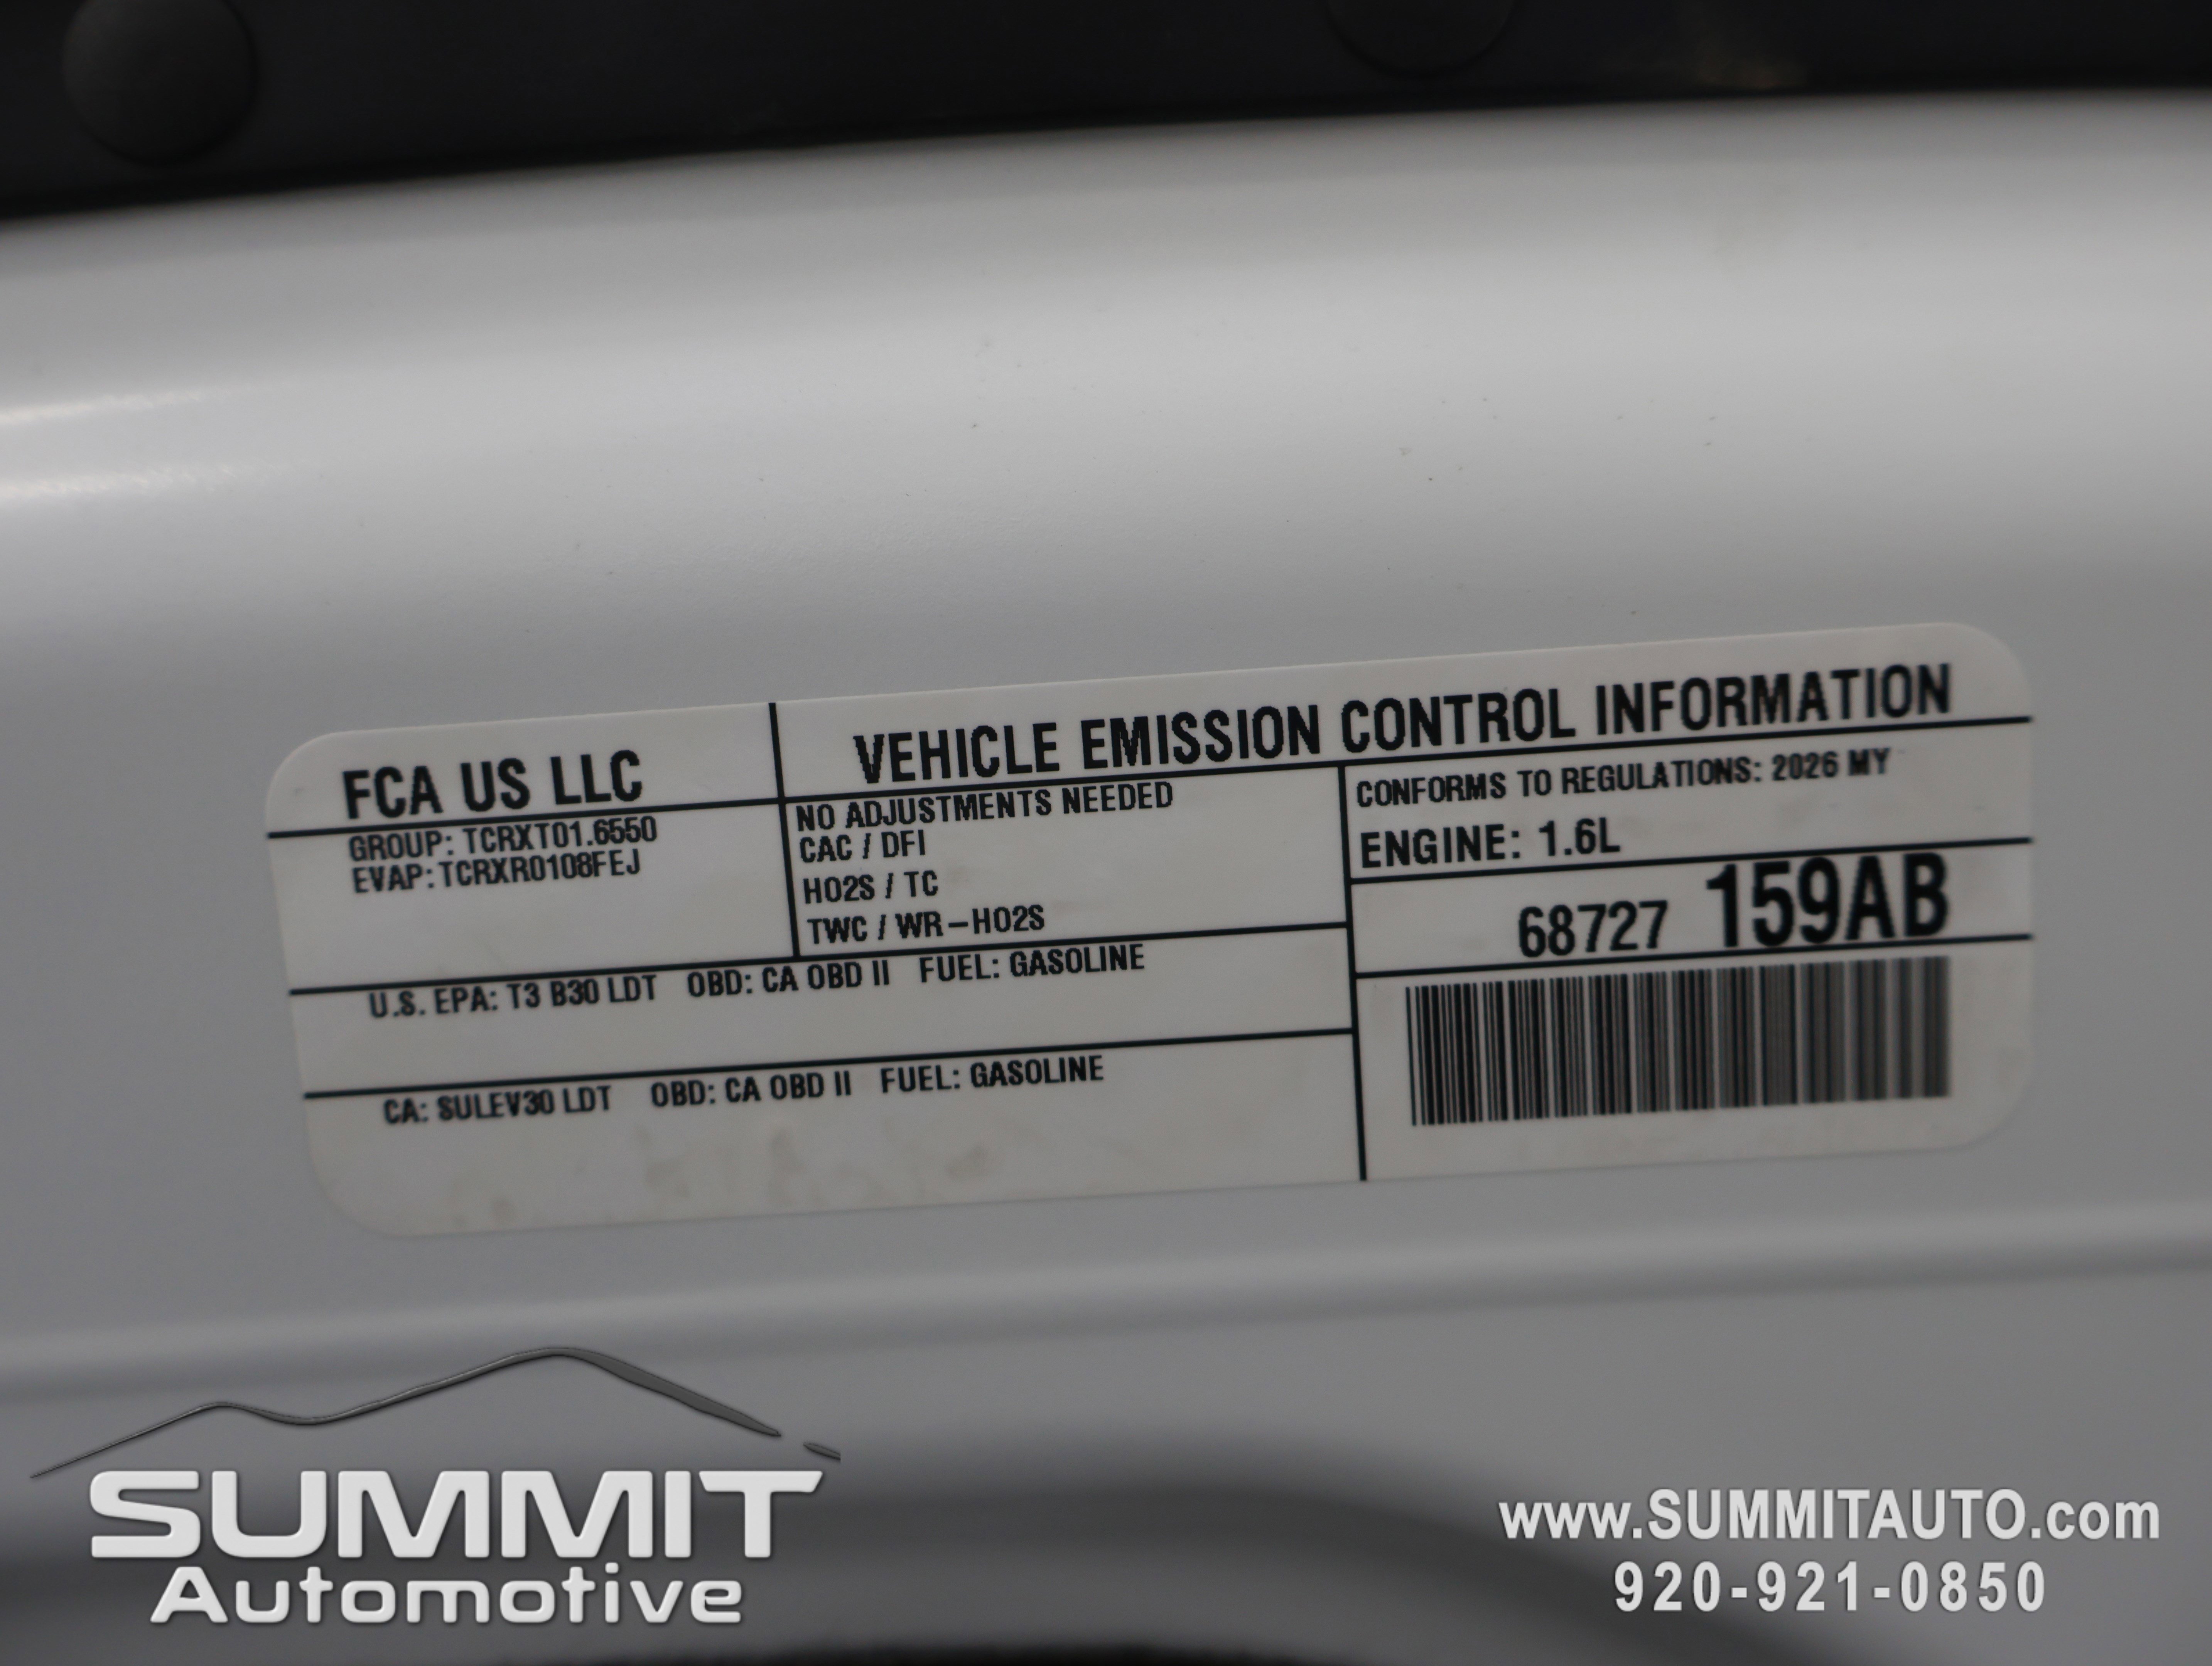 FCA US LLC
VEHICLE EMISSION CONTROL INFORMATION
GROUP: TCRXT01.6550
EVAP: TCRXR0108FEJ
NO ADJUSTMENTS NEEDED
CAC / DFI
HO2S / TC
TWC / WR-HO2S
CONFORMS TO REGULATIONS: 2026 MY
ENGINE: 1.6L
68727 159AB
U.S. EPA: T3 B30 LDT OBD: CA OBD II FUEL: GASOLINE
CA: SULEV30 LDT OBD: CA OBD II FUEL: GASOLINE
SUMMIT
Automotive
www.SUMMITAUTO.com
920-921-0850